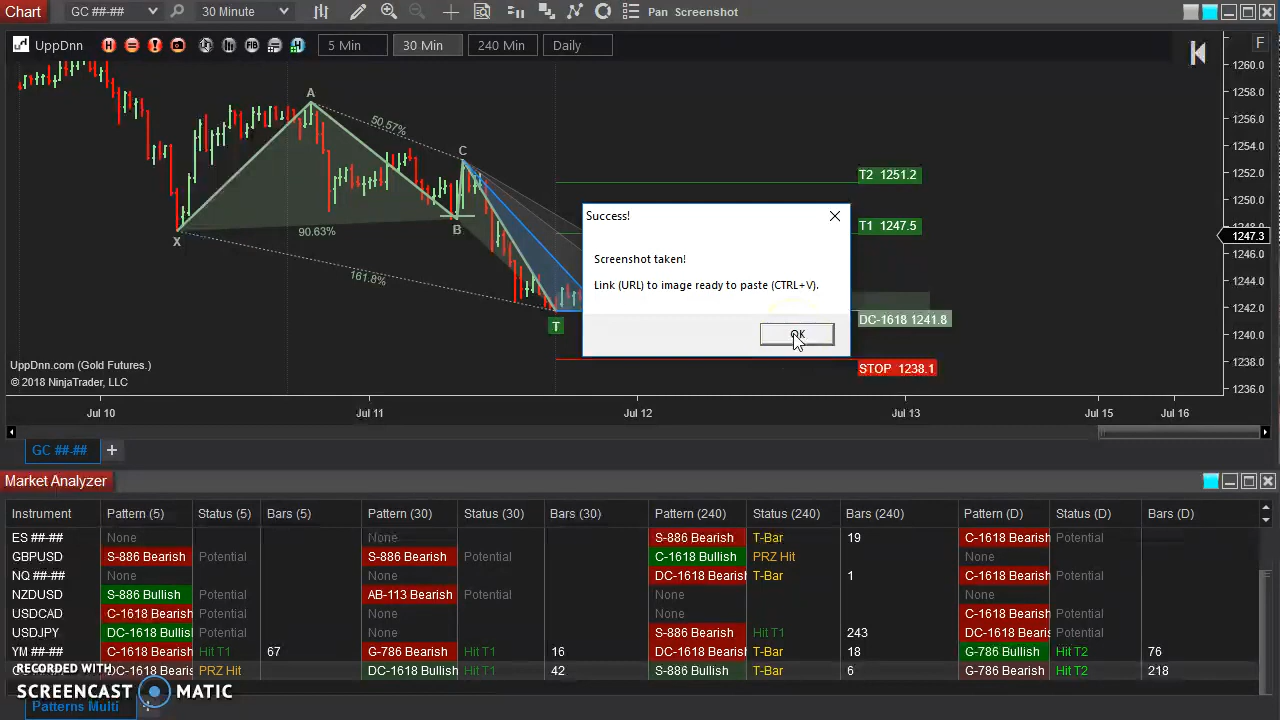 Chart GC ##-## 30 Minute Pan Screenshot
UppDnn H FIB 5 Min 30 Min 240 Min Daily F
1260.0
1258.0
1256.0
1254.0
1252.0
1250.0
1247.3
1244.0
1242.0
1240.0
1238.0
1236.0
A
50.57%
C
T2 1251.2
Success!
T1 1247.5
B
90.63%
X
Screenshot taken!
161.8%
Link (URL) to image ready to paste (CTRL+V).
DC-1618 1241.8
T
OK
UppDnn.com (Gold Futures.)
STOP 1238.1
© 2018 NinjaTrader, LLC
Jul 10 Jul 11 Jul 12 Jul 13 Jul 15 Jul 16
GC ##-## +
Market Analyzer
Instrument Pattern (5) Status (5) Bars (5) Pattern (30) Status (30) Bars (30) Pattern (240) Status (240) Bars (240) Pattern (D) Status (D) Bars (D)
ES ##-## None S-886 Bearish T-Bar 19 C-1618 Bearish Potential
GBPUSD S-886 Bearish Potential S-886 Bearish Potential C-1618 Bullish PRZ Hit None
NQ ##-## None None DC-1618 Bearish T-Bar 1 C-1618 Bearish Potential
NZDUSD S-886 Bullish Potential AB-113 Bearish Potential None None
USDCAD C-1618 Bearish Potential None None C-1618 Bearish Potential
USDJPY DC-1618 Bullis Potential None S-886 Bearish Hit T1 243 DC-1618 Bearis Potential
YM ##-## C-1618 Bearish Hit T1 67 G-786 Bearish Hit T1 16 DC-1618 Bearish T-Bar 18 G-786 Bullish Hit T2 76
DC-1618 Bearis PRZ Hit DC-1618 Bullish Hit T1 42 S-886 Bullish T-Bar 6 G-786 Bearish Hit T2 218
RECORDED WITH
SCREENCAST MATIC
Patterns Multi +